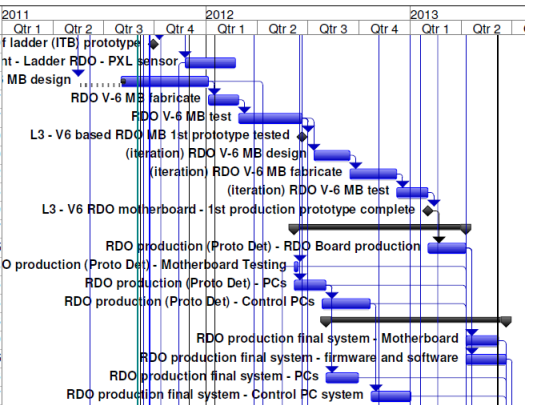 2011 2012 2013
Qtr 1 Qtr 2 Qtr 3 Qtr 4 Qtr 1 Qtr 2 Qtr 3 Qtr 4 Qtr 1 Qtr 2
f ladder (ITB) prototype
nt - Ladder RDO - PXL sensor
MB design
RDO V-6 MB fabricate
RDO V-6 MB test
L3 - V6 based RDO MB 1st prototype tested
(iteration) RDO V-6 MB design
(iteration) RDO V-6 MB fabricate
(iteration) RDO V-6 MB test
L3 - V6 RDO motherboard - 1st production prototype complete
RDO production (Proto Det) - RDO Board production
O production (Proto Det) - Motherboard Testing
RDO production (Proto Det) - PCs
RDO production (Proto Det) - Control PCs
RDO production final system - Motherboard
RDO production final system - firmware and software
RDO production final system - PCs
RDO production final system - Control PC system